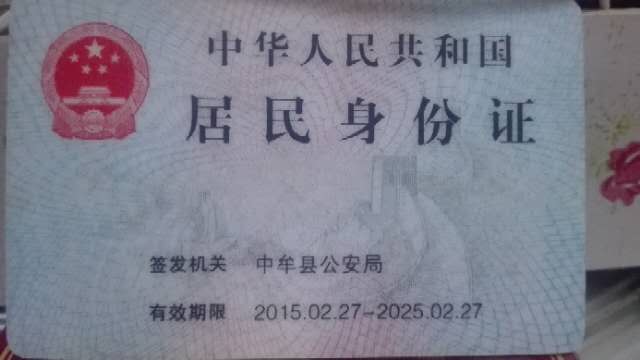 中华人民共和国
居民身份证
签发机关 中牟县公安局
有效期限 2015.02.27-2025.02.27